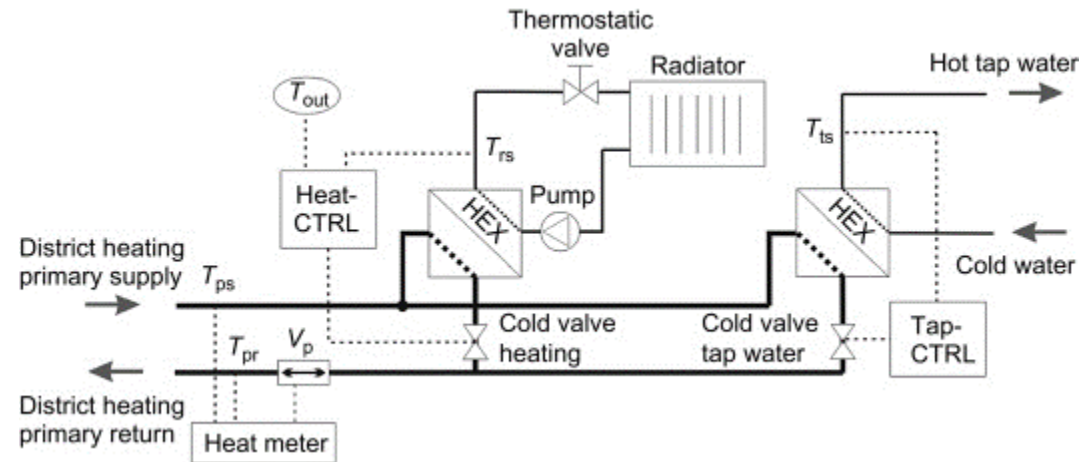 Thermostatic
valve
Radiator
Hot tap water
Tout
Trs
Tts
Heat-
CTRL
HEX
Pump
HEX
District heating
primary supply
Tps
Cold water
Cold valve
heating
Cold valve
tap water
Tap-
CTRL
Tpr
Vp
District heating
primary return
Heat meter